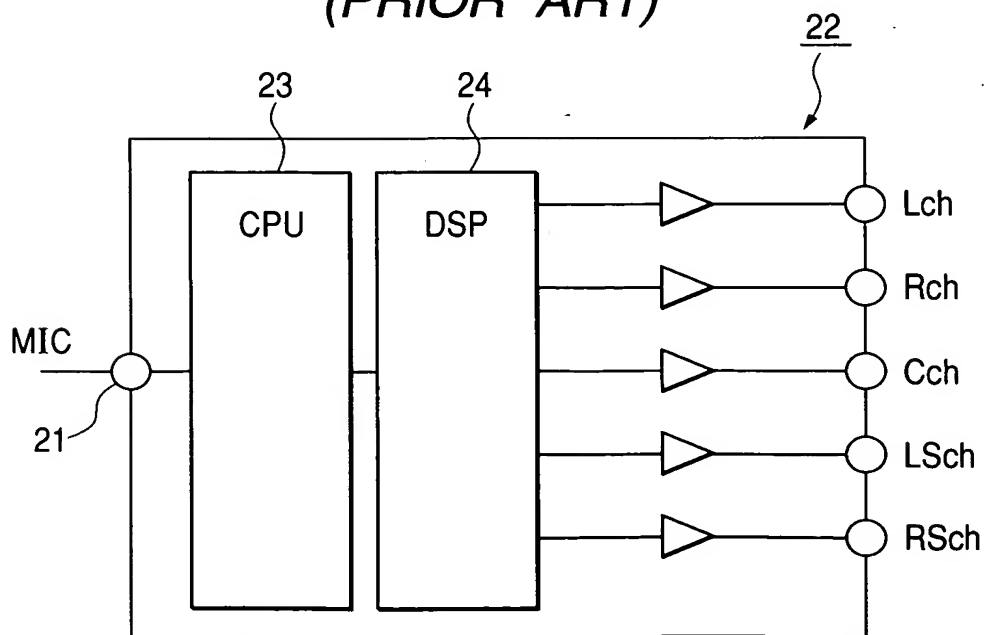 (PRIOR ART)
22
23
24
CPU
DSP
Lch
Rch
MIC
Cch
21
LSch
RSch